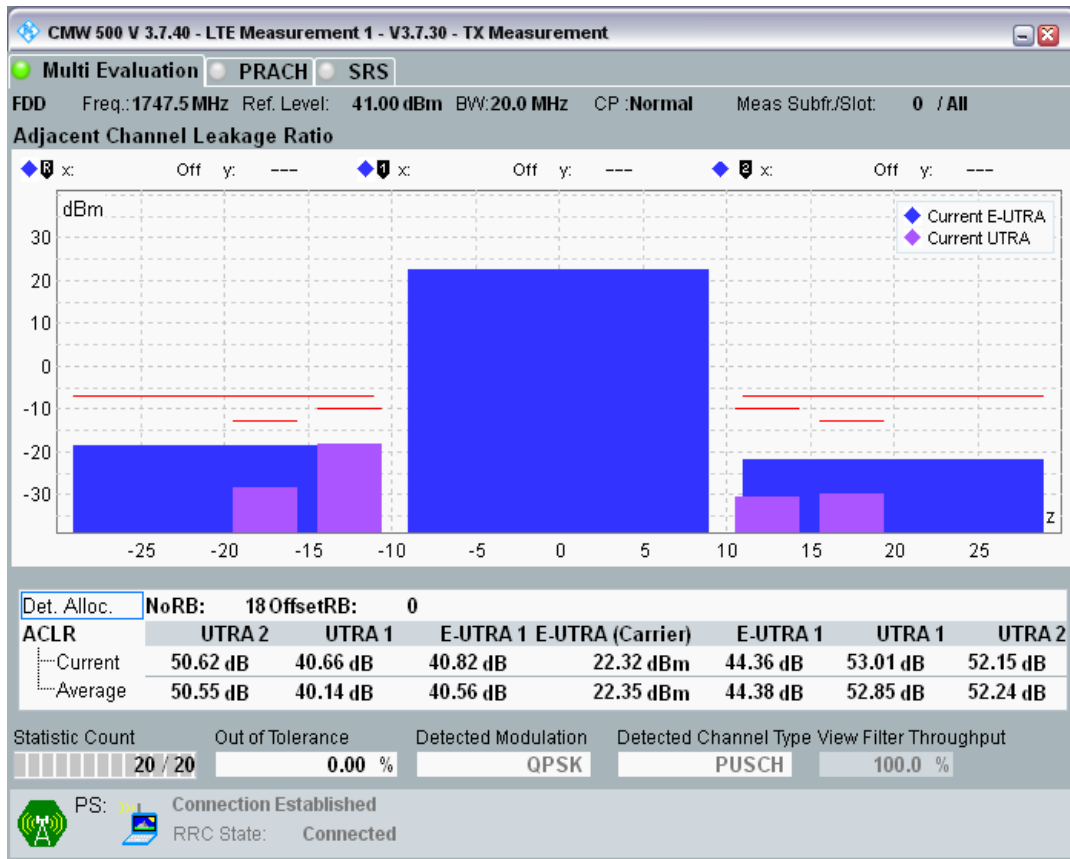 CMW 500 V 3.7.40 - LTE Measurement 1 - V3.7.30 - TX Measurement
Multi Evaluation PRACH SRS
FDD Freq.: 1747.5 MHz Ref. Level: 41.00 dBm BW: 20.0 MHz CP :Normal Meas Subfr./Slot: 0 / All
Adjacent Channel Leakage Ratio
R x: Off y: --- 1 x: Off y: --- 2 x: Off y: ---
dBm
Current E-UTRA
Current UTRA
30
20
10
0
-10
-20
-30
z
-25 -20 -15 -10 -5 0 5 10 15 20 25
Det. Alloc. NoRB: 18 OffsetRB: 0
ACLR UTRA 2 UTRA 1 E-UTRA 1 E-UTRA (Carrier) E-UTRA 1 UTRA 1 UTRA 2
Current 50.62 dB 40.66 dB 40.82 dB 22.32 dBm 44.36 dB 53.01 dB 52.15 dB
Average 50.55 dB 40.14 dB 40.56 dB 22.35 dBm 44.38 dB 52.85 dB 52.24 dB
Statistic Count Out of Tolerance Detected Modulation Detected Channel Type View Filter Throughput
20 / 20 0.00 % QPSK PUSCH 100.0 %
PS: Connection Established
RRC State: Connected